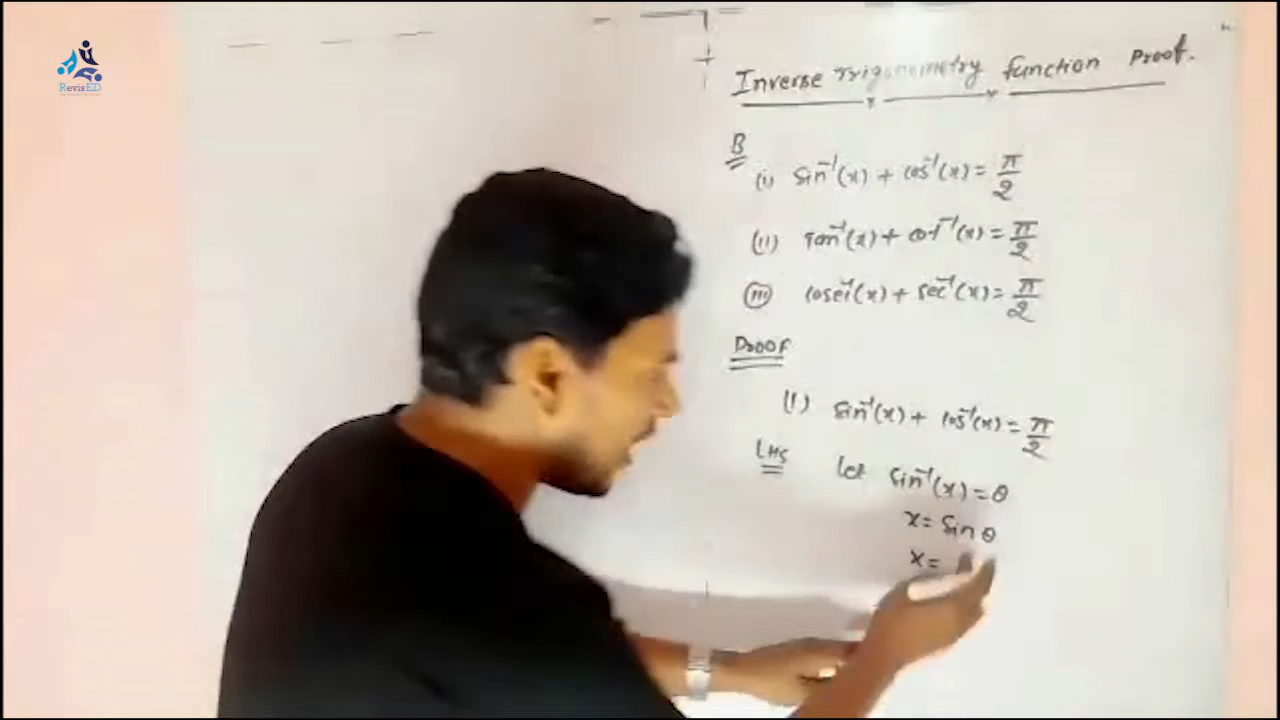 RevisED
Inverse Trigonometry function Proof.
B
(i) sin⁻¹(x) + cos⁻¹(x) = π/2
(ii) Tan⁻¹(x) + cot⁻¹(x) = π/2
(iii) cosec⁻¹(x) + sec⁻¹(x) = π/2
Proof
(1) sin⁻¹(x) + cos⁻¹(x) = π/2
LHS let sin⁻¹(x) = θ
x = sin θ
x =